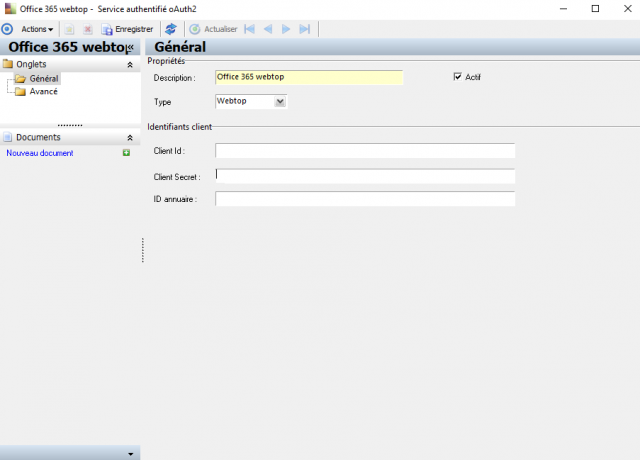 Office 365 webtop - Service authentifié oAuth2
Actions Enregistrer Actualiser
Office 365 webtop
Général
Onglets
Général
Avancé
Documents
Nouveau document
Propriétés
Description : Office 365 webtop Actif
Type Webtop
Identifiants client
Client Id :
Client Secret :
ID annuaire :